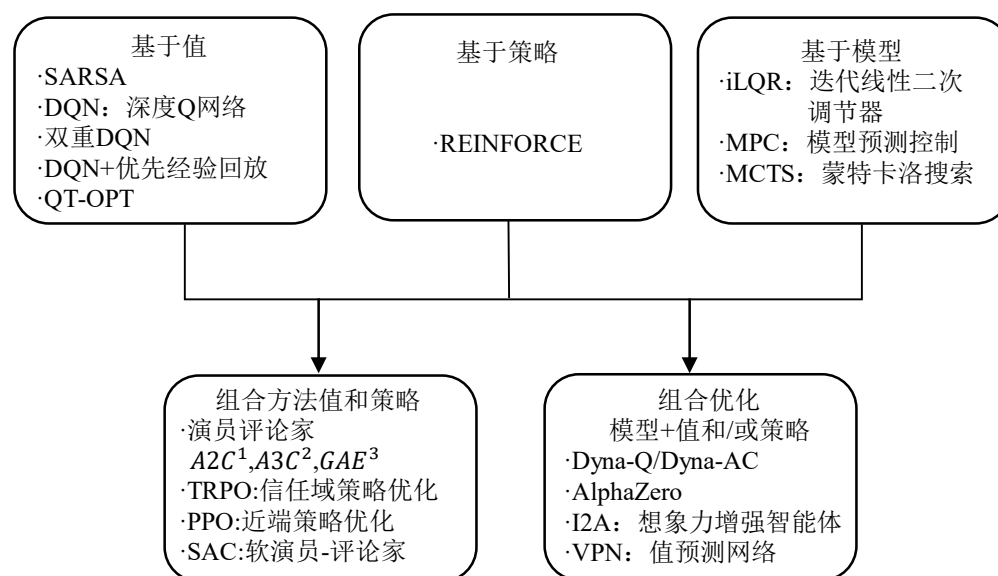 基于值
·SARSA
·DQN：深度Q网络
·双重DQN
·DQN+优先经验回放
·QT-OPT
基于策略
·REINFORCE
基于模型
·iLQR：迭代线性二次
调节器
·MPC：模型预测控制
·MCTS：蒙特卡洛搜索
组合方法值和策略
·演员评论家
A2C¹,A3C²,GAE³
·TRPO:信任域策略优化
·PPO:近端策略优化
·SAC:软演员-评论家
组合优化
模型+值和/或策略
·Dyna-Q/Dyna-AC
·AlphaZero
·I2A：想象力增强智能体
·VPN：值预测网络